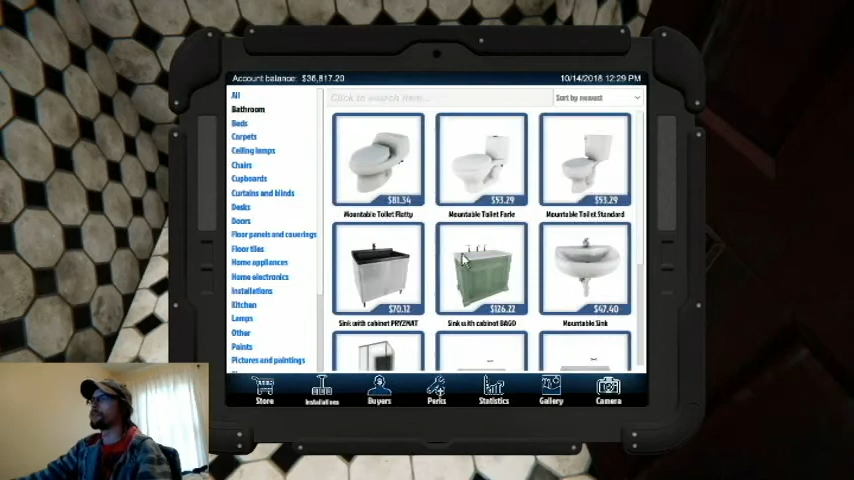 Account balance: $36,817.20
10/14/2018 12:29 PM
All
Bathroom
Beds
Carpets
Ceiling lamps
Chairs
Cupboards
Curtains and blinds
Desks
Doors
Floor panels and coverings
Floor tiles
Home appliances
Home electronics
Installations
Kitchen
Lamps
Other
Paints
Pictures and paintings
Click to search item...
Sort by newest
$81.34
$53.29
$53.29
Mountable Toilet Flatty
Mountable Toilet Farle
Mountable Toilet Standard
$70.12
$126.22
$47.40
Sink with cabinet PRYZMAT
Sink with cabinet BAGO
Mountable Sink
Store
Installations
Buyers
Perks
Statistics
Gallery
Camera